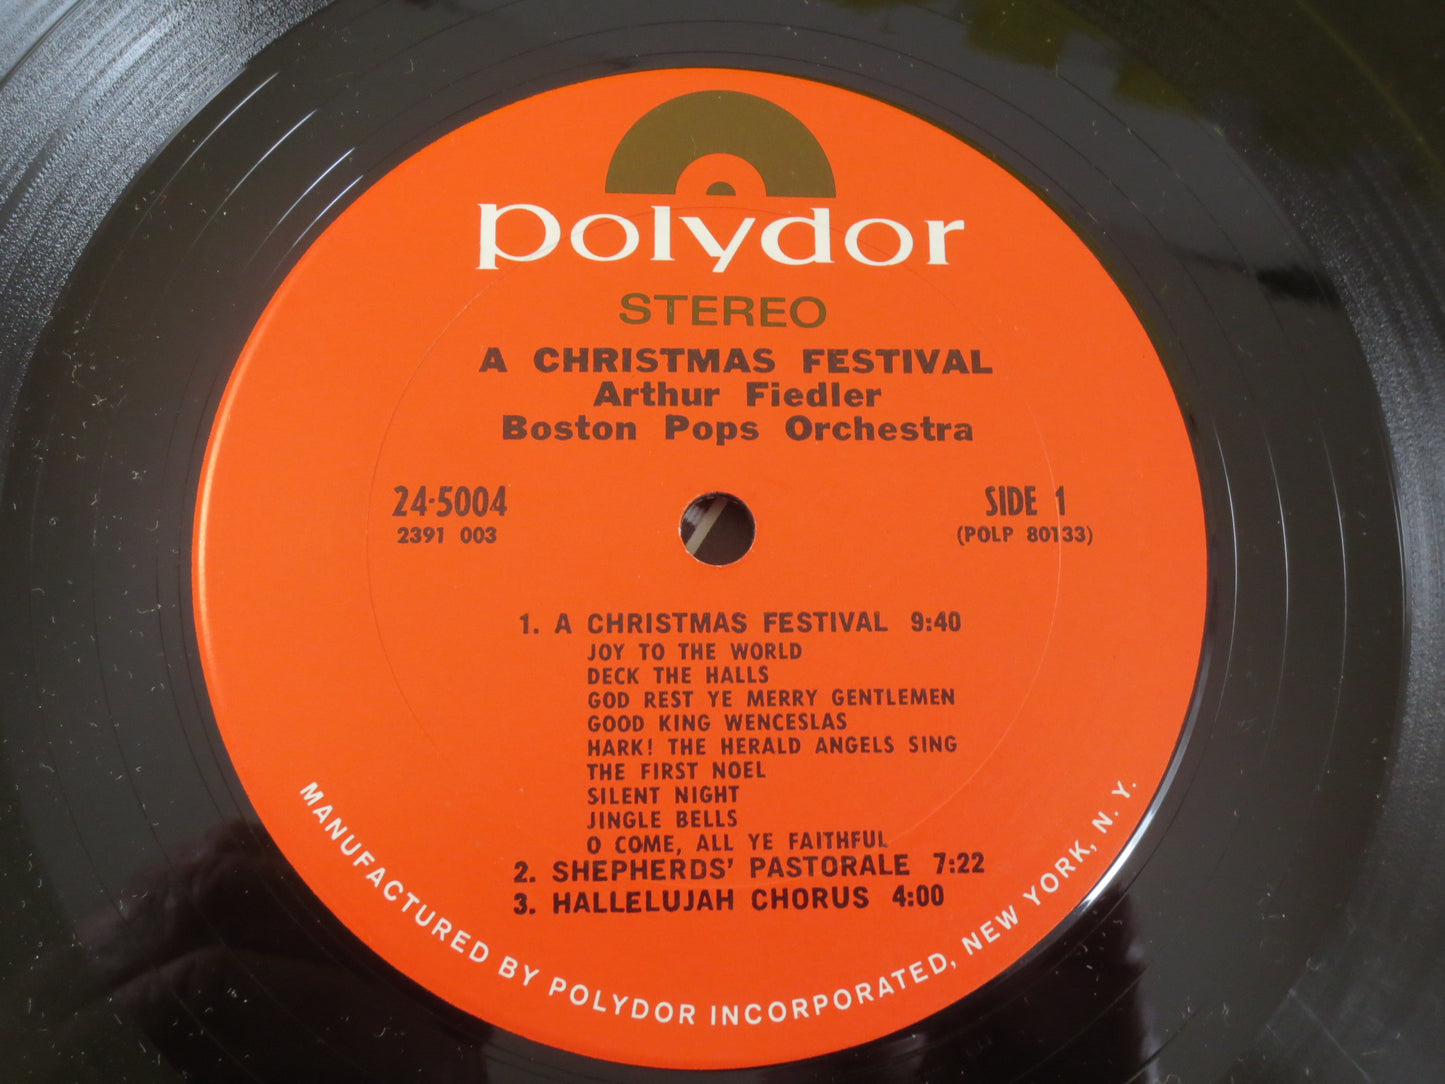 polydor
STEREO
A CHRISTMAS FESTIVAL
Arthur Fiedler
Boston Pops Orchestra
24-5004
2391 003
SIDE 1
(POLP 80133)
1. A CHRISTMAS FESTIVAL 9:40
JOY TO THE WORLD
DECK THE HALLS
GOD REST YE MERRY GENTLEMEN
GOOD KING WENCESLAS
HARK! THE HERALD ANGELS SING
THE FIRST NOEL
SILENT NIGHT
JINGLE BELLS
O COME, ALL YE FAITHFUL
2. SHEPHERDS' PASTORALE 7:22
3. HALLELUJAH CHORUS 4:00
MANUFACTURED BY POLYDOR INCORPORATED, NEW YORK, N. Y.